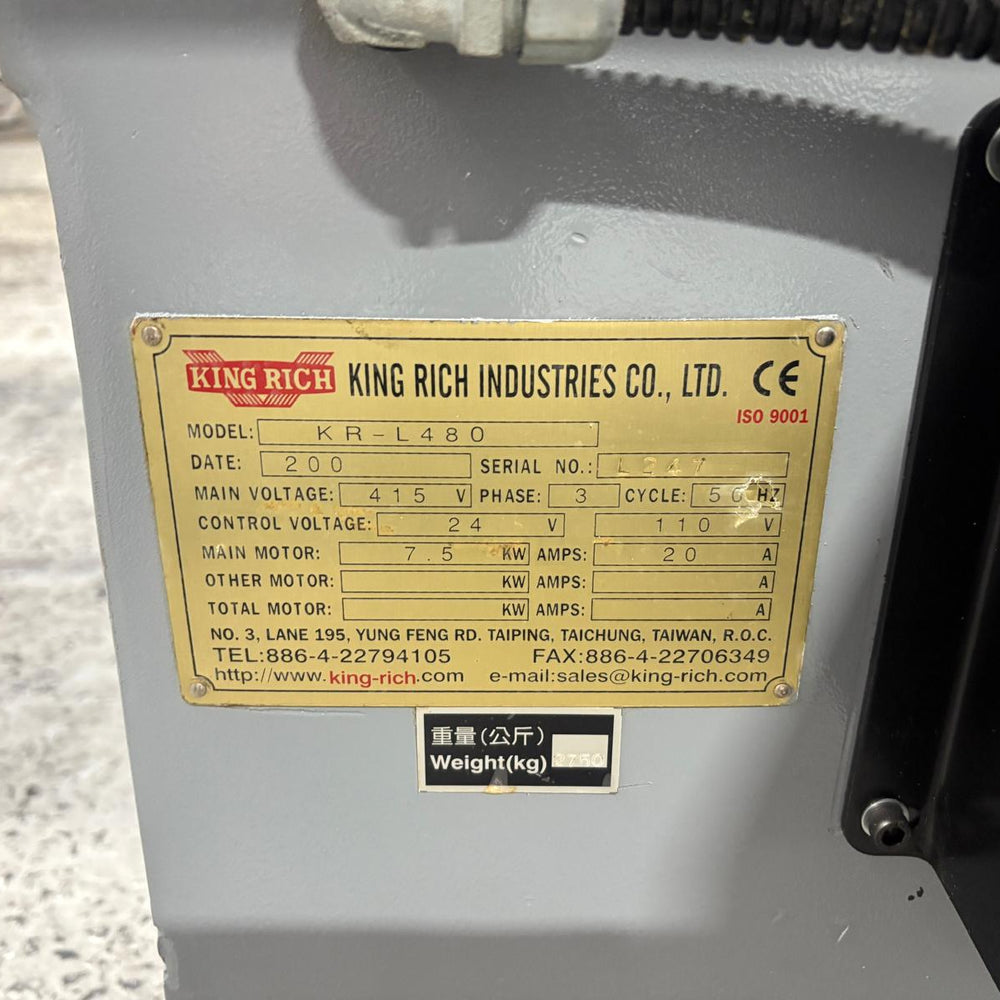 KING RICH KING RICH INDUSTRIES CO., LTD. CE
ISO 9001
MODEL: KR-L480
DATE: 200 SERIAL NO.: L247
MAIN VOLTAGE: 415 V PHASE: 3 CYCLE: 50 HZ
CONTROL VOLTAGE: 24 V 110 V
MAIN MOTOR: 7.5 KW AMPS: 20 A
OTHER MOTOR: KW AMPS: A
TOTAL MOTOR: KW AMPS: A
NO. 3, LANE 195, YUNG FENG RD. TAIPING, TAICHUNG, TAIWAN, R.O.C.
TEL:886-4-22794105 FAX:886-4-22706349
http://www.king-rich.com e-mail:sales@king-rich.com
重量(公斤)
Weight(kg)